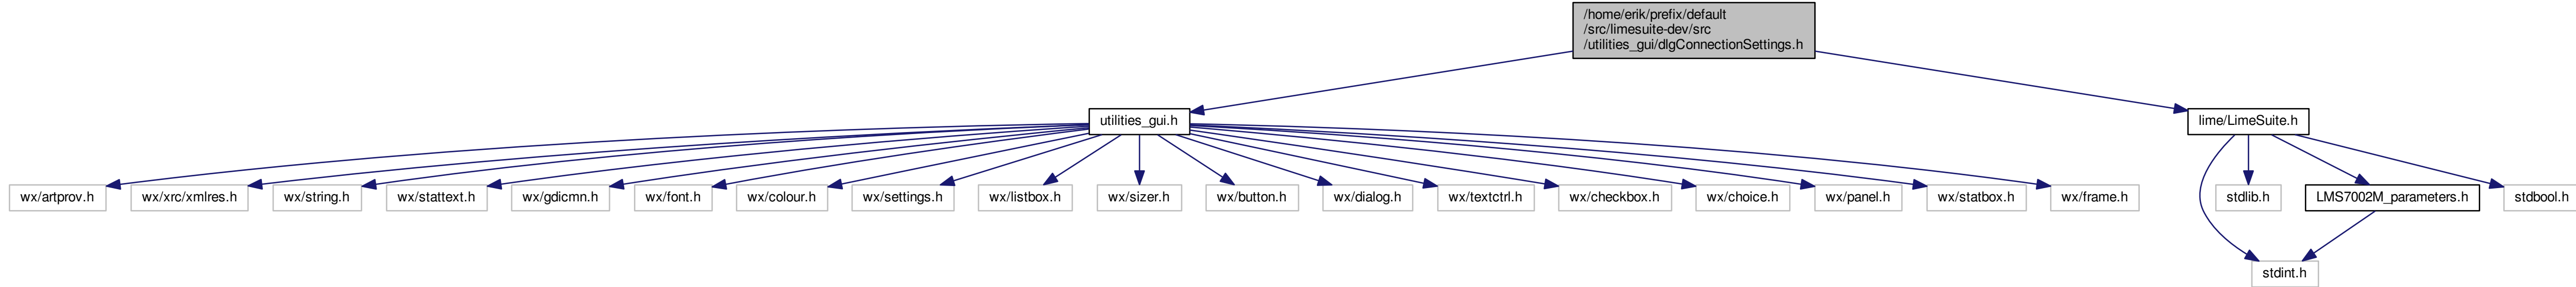 /home/erik/prefix/default
/src/limesuite-dev/src
/utilities_gui/dlgConnectionSettings.h
utilities_gui.h
lime/LimeSuite.h
wx/artprov.h
wx/xrc/xmlres.h
wx/string.h
wx/stattext.h
wx/gdicmn.h
wx/font.h
wx/colour.h
wx/settings.h
wx/listbox.h
wx/sizer.h
wx/button.h
wx/dialog.h
wx/textctrl.h
wx/checkbox.h
wx/choice.h
wx/panel.h
wx/statbox.h
wx/frame.h
stdlib.h
LMS7002M_parameters.h
stdbool.h
stdint.h